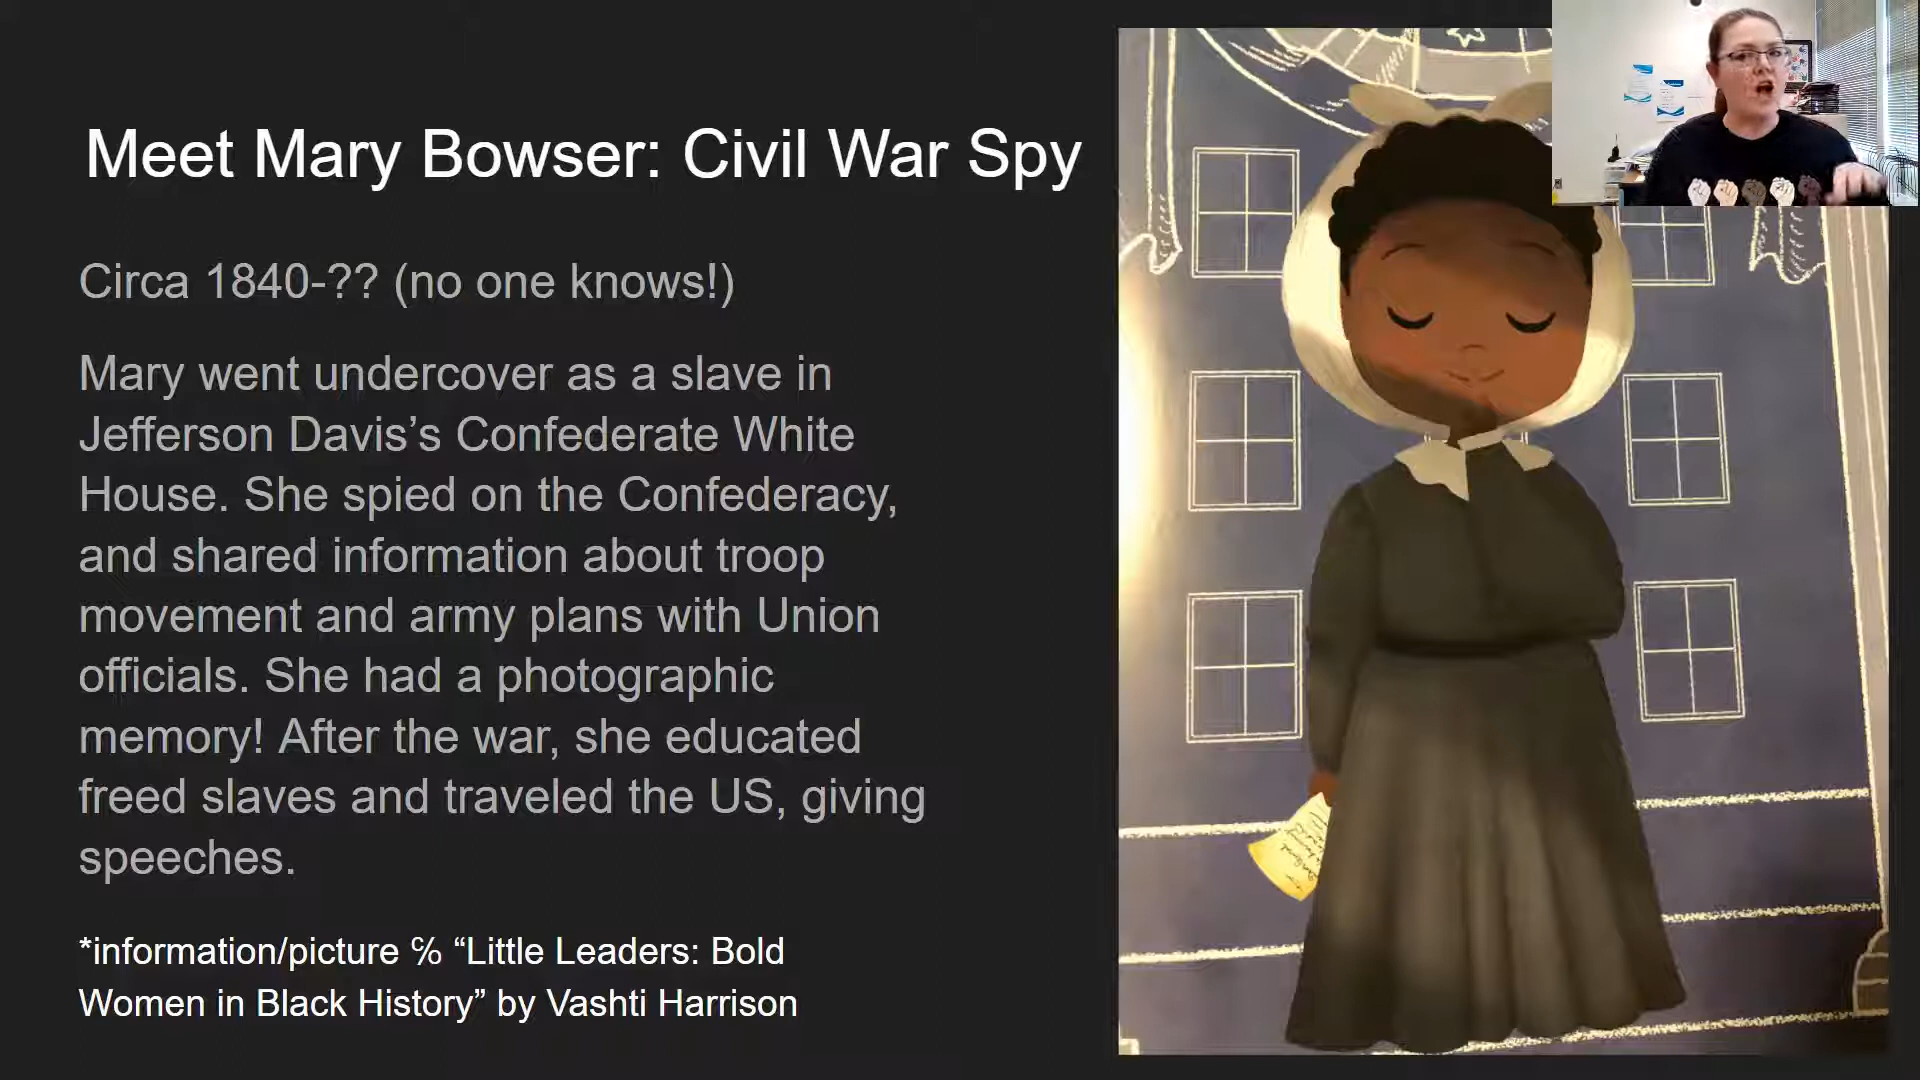 Meet Mary Bowser: Civil War Spy
Circa 1840-?? (no one knows!)
Mary went undercover as a slave in
Jefferson Davis’s Confederate White
House. She spied on the Confederacy,
and shared information about troop
movement and army plans with Union
officials. She had a photographic
memory! After the war, she educated
freed slaves and traveled the US, giving
speeches.
*information/picture ℅ “Little Leaders: Bold
Women in Black History” by Vashti Harrison